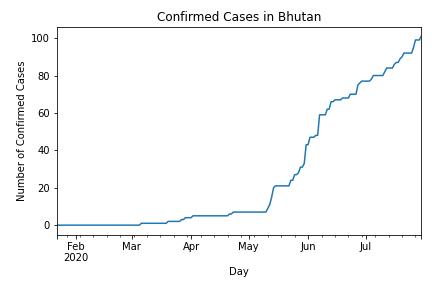 Confirmed Cases in Bhutan
Number of Confirmed Cases
100
80
60
40
20
0
Feb Mar Apr May Jun Jul
2020
Day